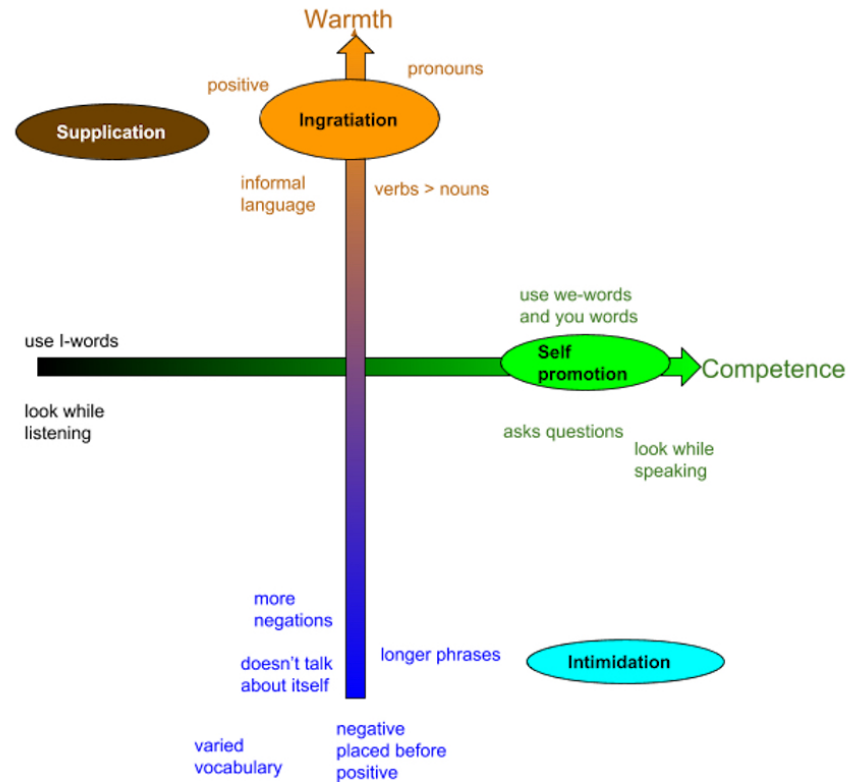 Warmth
pronouns
positive
Ingratiation
Supplication
informal
language
verbs > nouns
use we-words
and you words
use I-words
Self
promotion
Competence
look while
listening
asks questions
look while
speaking
more
negations
doesn't talk
about itself
longer phrases
Intimidation
negative
placed before
positive
varied
vocabulary